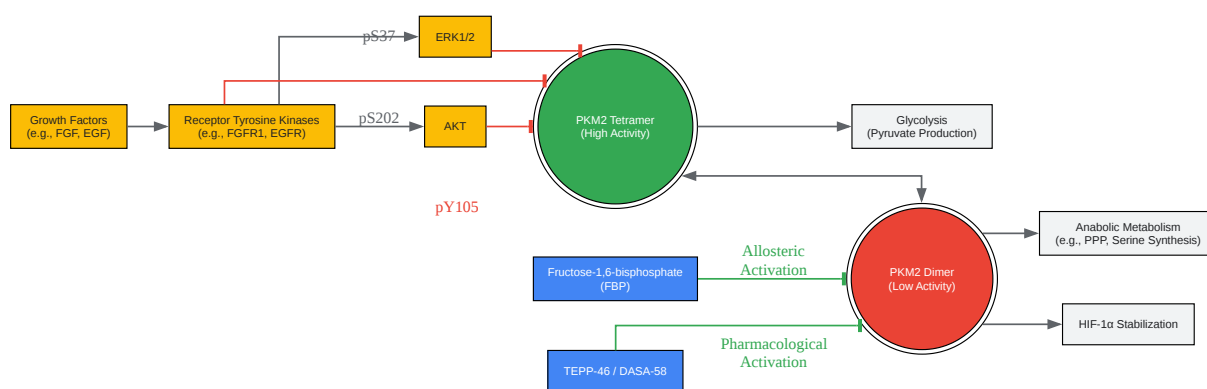 pS37
ERK1/2
Growth Factors
(e.g., FGF, EGF)
Receptor Tyrosine Kinases
(e.g., FGFR1, EGFR)
pS202
AKT
PKM2 Tetramer
(High Activity)
Glycolysis
(Pyruvate Production)
pY105
Anabolic Metabolism
(e.g., PPP, Serine Synthesis)
Allosteric
Activation
Fructose-1,6-bisphosphate
(FBP)
PKM2 Dimer
(Low Activity)
HIF-1α Stabilization
Pharmacological
Activation
TEPP-46 / DASA-58